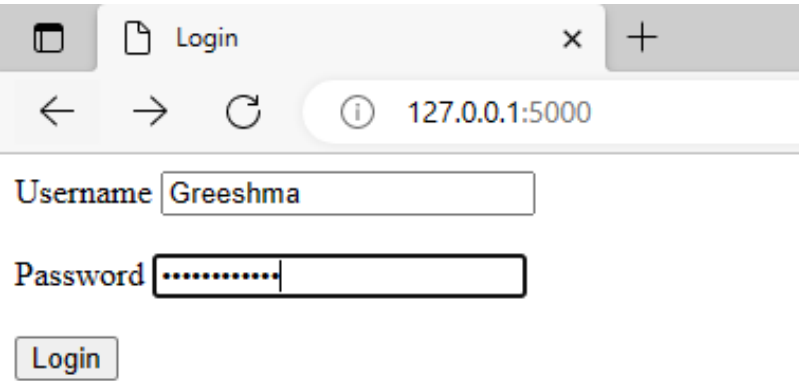 Login
127.0.0.1:5000
Username Greeshma
Password ••••••••••••
Login